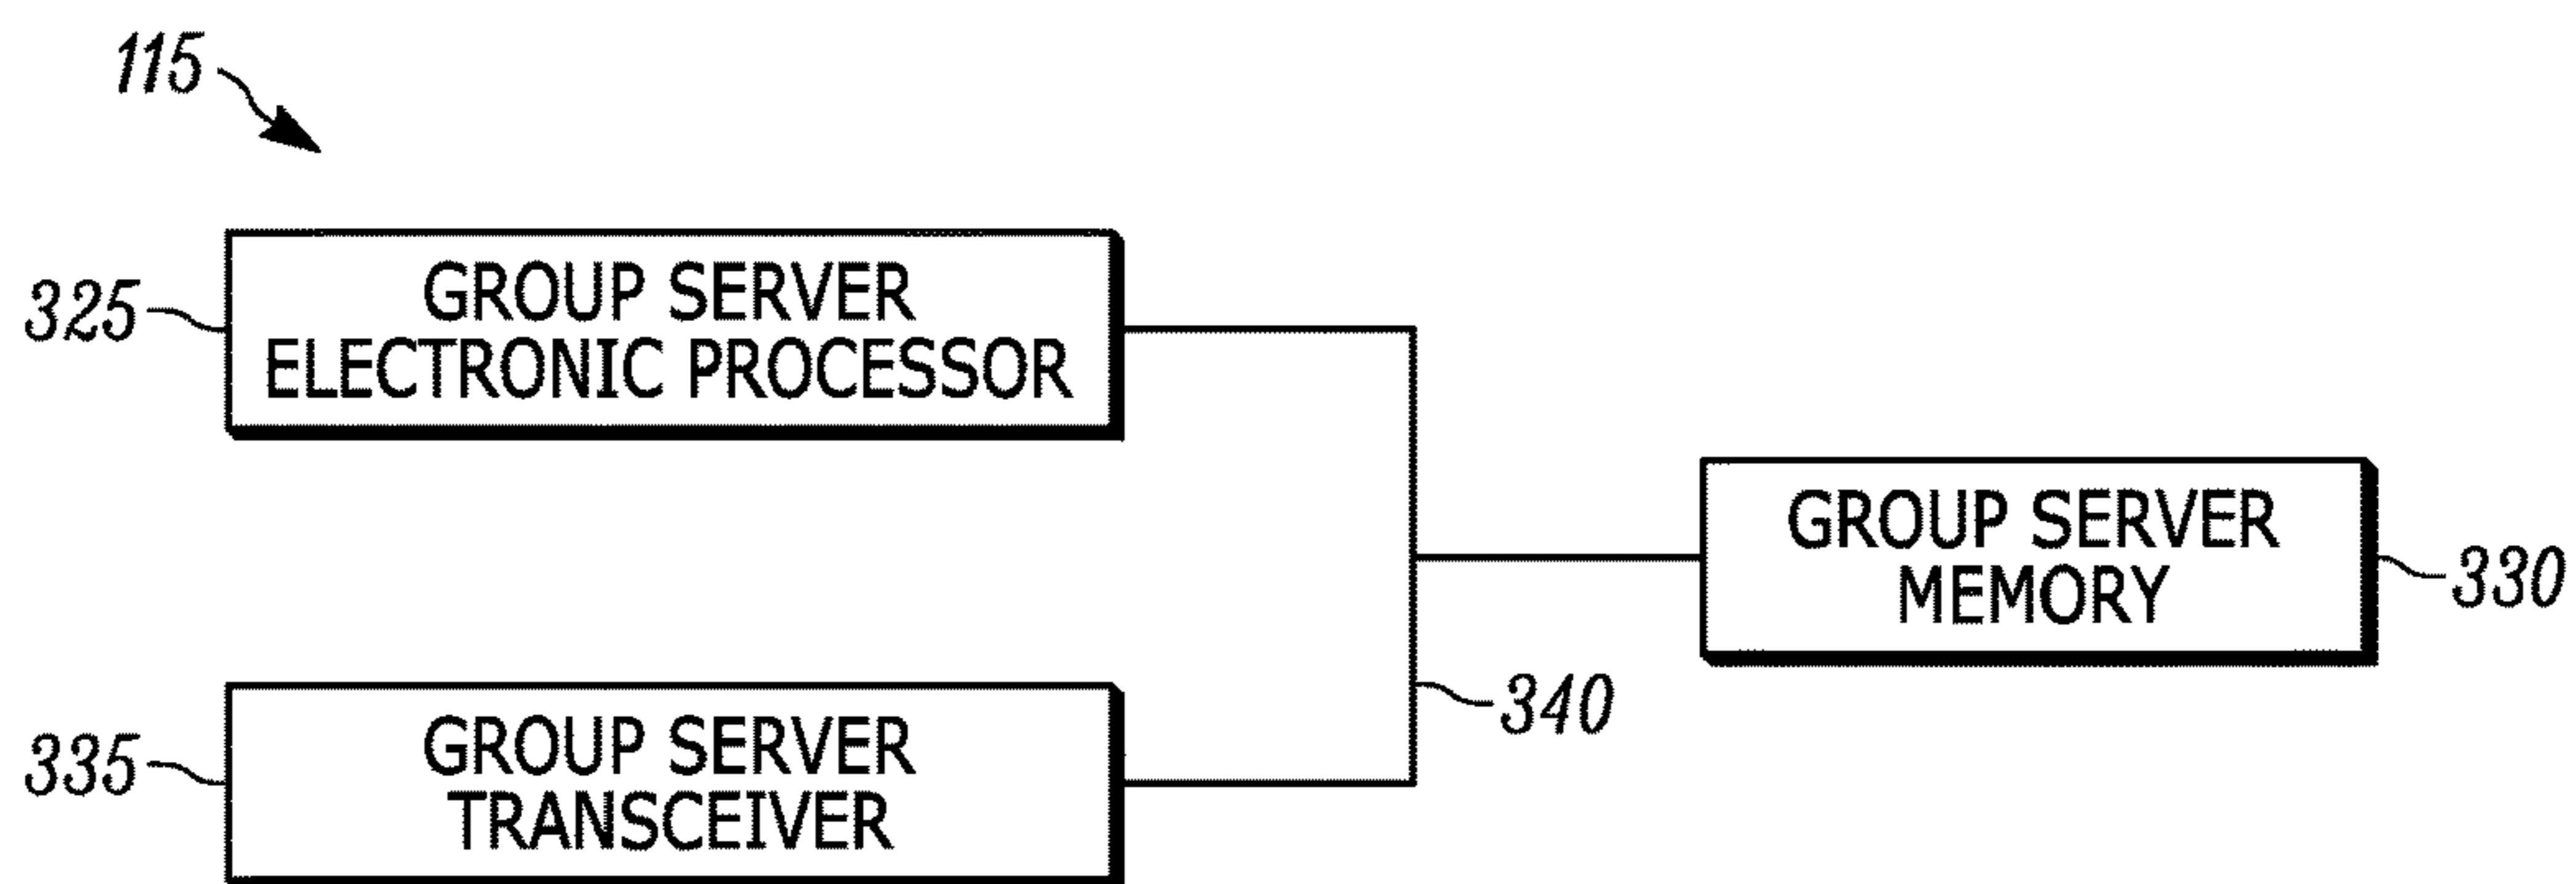 115
325
GROUP SERVER
ELECTRONIC PROCESSOR
GROUP SERVER
MEMORY
330
340
335
GROUP SERVER
TRANSCEIVER